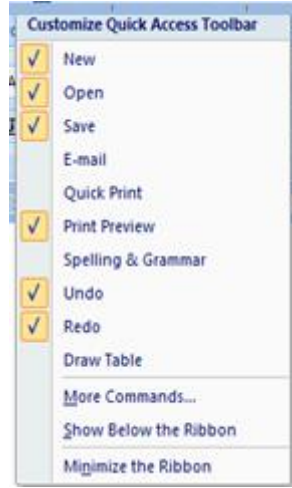 Customize Quick Access Toolbar
New
Open
Save
E-mail
Quick Print
Print Preview
Spelling & Grammar
Undo
Redo
Draw Table
More Commands...
Show Below the Ribbon
Minimize the Ribbon